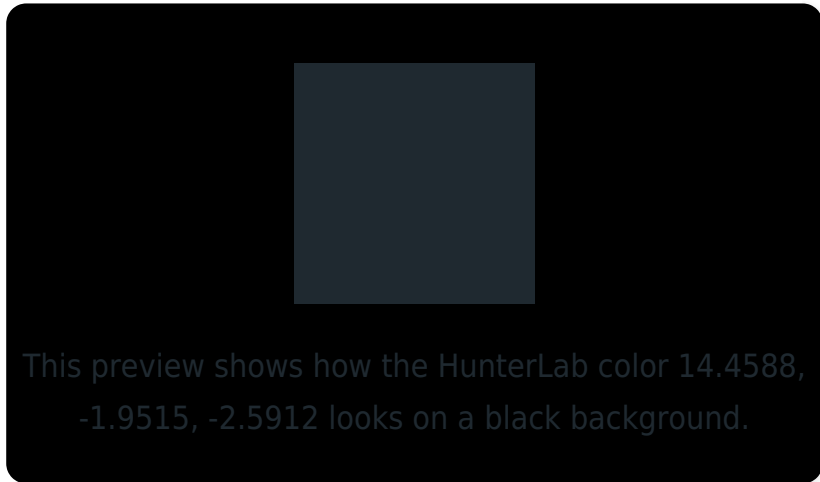 This preview shows how the HunterLab color 14.4588,
-1.9515, -2.5912 looks on a black background.